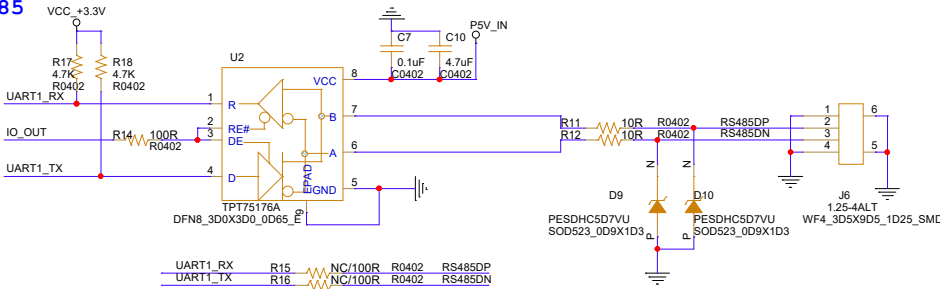 85
VCC_+3.3V
R17
4.7K
R0402
R18
4.7K
R0402
UART1_RX
IO_OUT
R14 100R
R0402
UART1_TX
U2
1 R
2 RE#
3 DE
4 D
VCC 8
B 7
A 6
GND 5
EPAD
9
TPT75176A
DFN8_3D0X3D0_0D65_E
C7
0.1uF
C0402
C10
4.7uF
C0402
P5V_IN
R11 10R R0402 RS485DP
R12 10R R0402 RS485DN
N
P
D9
PESDHC5D7VU
SOD523_0D9X1D3
N
P
D10
PESDHC5D7VU
SOD523_0D9X1D3
1
2
3
4
6
5
J6
1.25-4ALT
WF4_3D5X9D5_1D25_SMD
UART1_RX R15 NC/100R R0402 RS485DP
UART1_TX R16 NC/100R R0402 RS485DN